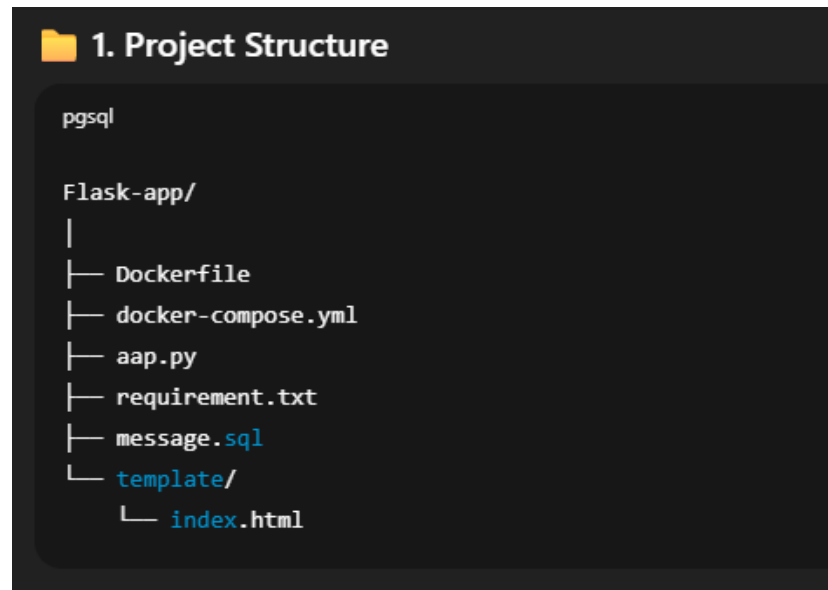 📁 1. Project Structure
pgsql
Flask-app/
│
├── Dockerfile
├── docker-compose.yml
├── aap.py
├── requirement.txt
├── message.sql
└── template/
    └── index.html